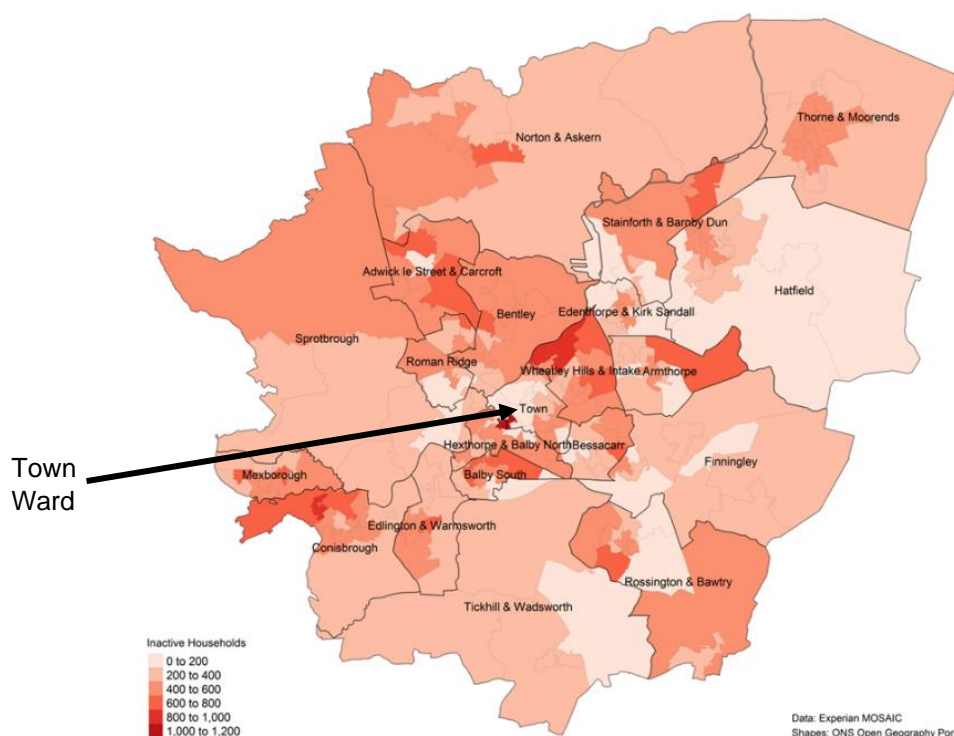 Norton & Askern
Thorne & Moorends
Stainforth & Barnby Dun
Adwick le Street & Carcroft
Hatfield
Bentley
Edenthorpe & Kirk Sandall
Sprotbrough
Roman Ridge
Wheatley Hills & Intake
Armthorpe
Town
Hexthorpe & Balby North
Bessacarr
Finningley
Town
Ward
Mexborough
Balby South
Edlington & Warmsworth
Conisbrough
Rossington & Bawtry
Tickhill & Wadsworth
Inactive Households
0 to 200
200 to 400
400 to 600
600 to 800
800 to 1,000
1,000 to 1,200
Data: Experian MOSAIC
Shapes: ONS Open Geography Por